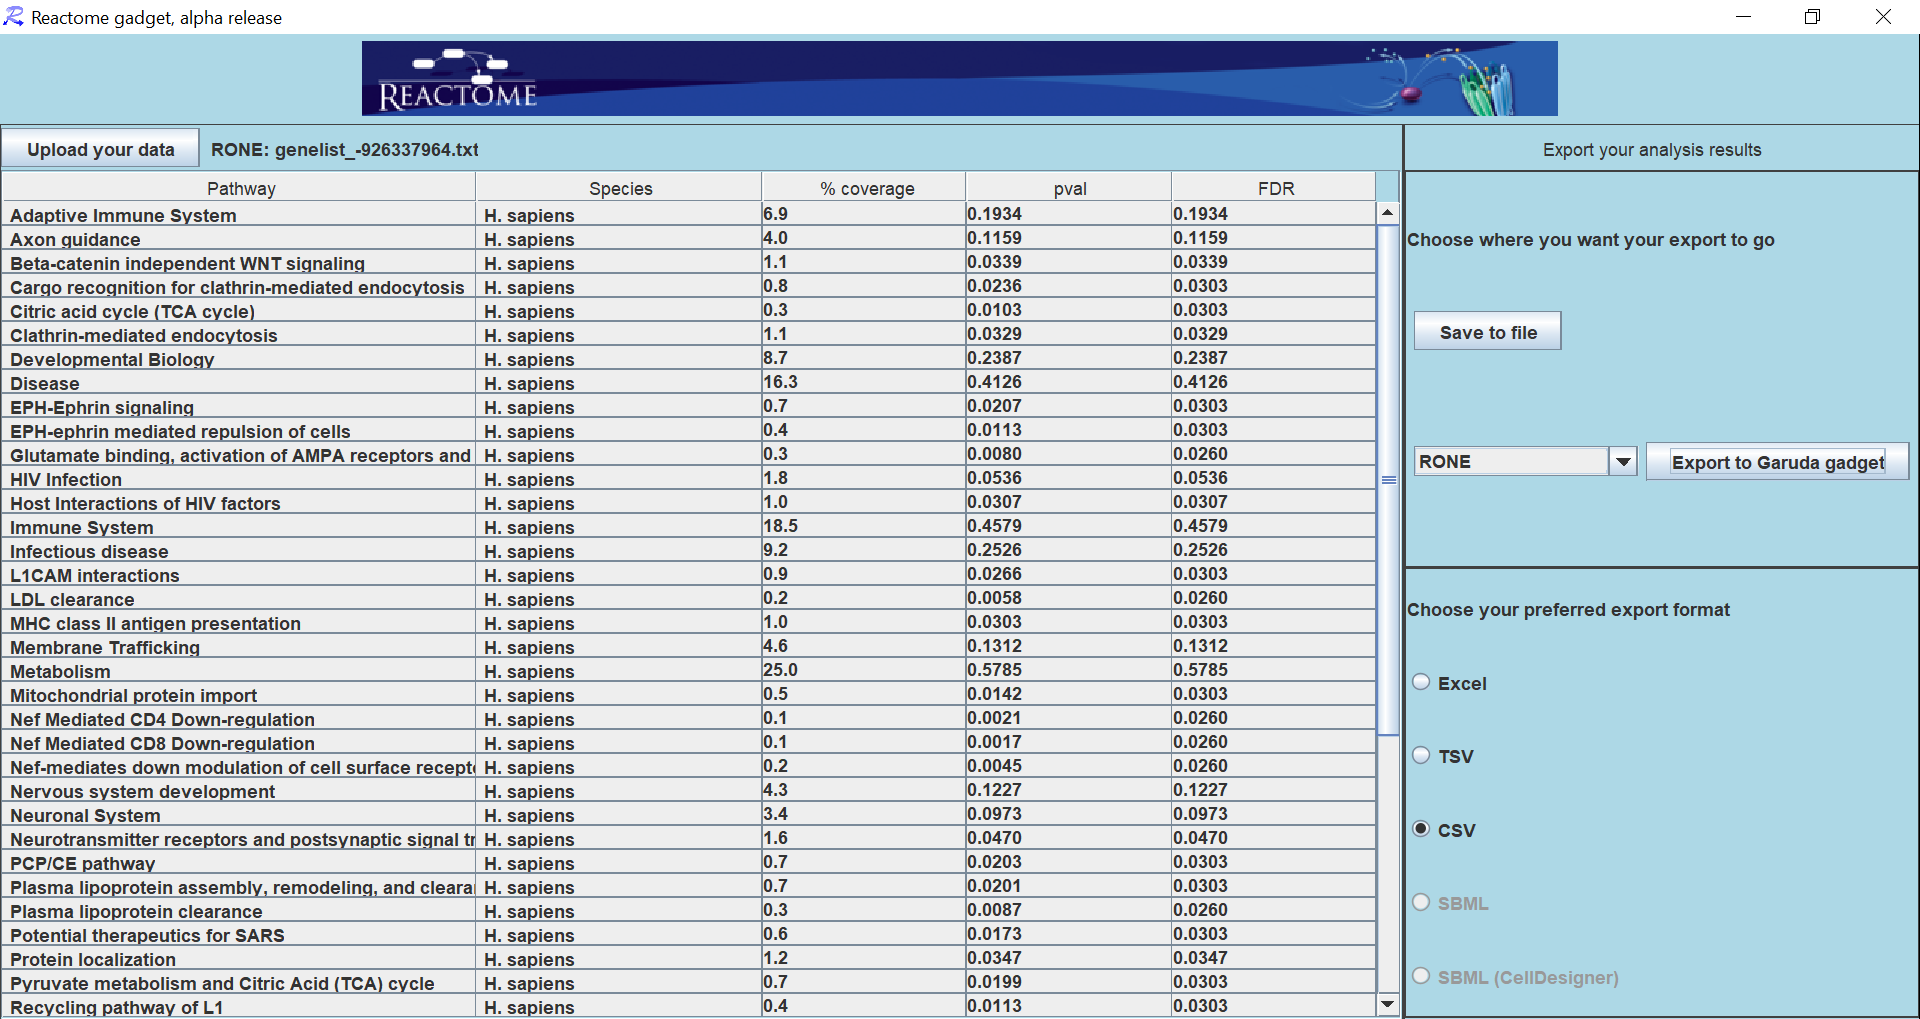 Reactome gadget, alpha release
REACTOME
Upload your data RONE: genelist_-926337964.txt Export your analysis results
Pathway Species % coverage pval FDR
Adaptive Immune System H. sapiens 6.9 0.1934 0.1934
Axon guidance H. sapiens 4.0 0.1159 0.1159
Beta-catenin independent WNT signaling H. sapiens 1.1 0.0339 0.0339
Cargo recognition for clathrin-mediated endocytosis H. sapiens 0.8 0.0236 0.0303
Citric acid cycle (TCA cycle) H. sapiens 0.3 0.0103 0.0303
Clathrin-mediated endocytosis H. sapiens 1.1 0.0329 0.0329
Developmental Biology H. sapiens 8.7 0.2387 0.2387
Disease H. sapiens 16.3 0.4126 0.4126
EPH-Ephrin signaling H. sapiens 0.7 0.0207 0.0303
EPH-ephrin mediated repulsion of cells H. sapiens 0.4 0.0113 0.0303
Glutamate binding, activation of AMPA receptors and H. sapiens 0.3 0.0080 0.0260
HIV Infection H. sapiens 1.8 0.0536 0.0536
Host Interactions of HIV factors H. sapiens 1.0 0.0307 0.0307
Immune System H. sapiens 18.5 0.4579 0.4579
Infectious disease H. sapiens 9.2 0.2526 0.2526
L1CAM interactions H. sapiens 0.9 0.0266 0.0303
LDL clearance H. sapiens 0.2 0.0058 0.0260
MHC class II antigen presentation H. sapiens 1.0 0.0303 0.0303
Membrane Trafficking H. sapiens 4.6 0.1312 0.1312
Metabolism H. sapiens 25.0 0.5785 0.5785
Mitochondrial protein import H. sapiens 0.5 0.0142 0.0303
Nef Mediated CD4 Down-regulation H. sapiens 0.1 0.0021 0.0260
Nef Mediated CD8 Down-regulation H. sapiens 0.1 0.0017 0.0260
Nef-mediates down modulation of cell surface recept H. sapiens 0.2 0.0045 0.0260
Nervous system development H. sapiens 4.3 0.1227 0.1227
Neuronal System H. sapiens 3.4 0.0973 0.0973
Neurotransmitter receptors and postsynaptic signal tr H. sapiens 1.6 0.0470 0.0470
PCP/CE pathway H. sapiens 0.7 0.0203 0.0303
Plasma lipoprotein assembly, remodeling, and cleara H. sapiens 0.7 0.0201 0.0303
Plasma lipoprotein clearance H. sapiens 0.3 0.0087 0.0260
Potential therapeutics for SARS H. sapiens 0.6 0.0173 0.0303
Protein localization H. sapiens 1.2 0.0347 0.0347
Pyruvate metabolism and Citric Acid (TCA) cycle H. sapiens 0.7 0.0199 0.0303
Recycling pathway of L1 H. sapiens 0.4 0.0113 0.0303
Choose where you want your export to go
Save to file
RONE Export to Garuda gadget
Choose your preferred export format
Excel
TSV
CSV
SBML
SBML (CellDesigner)